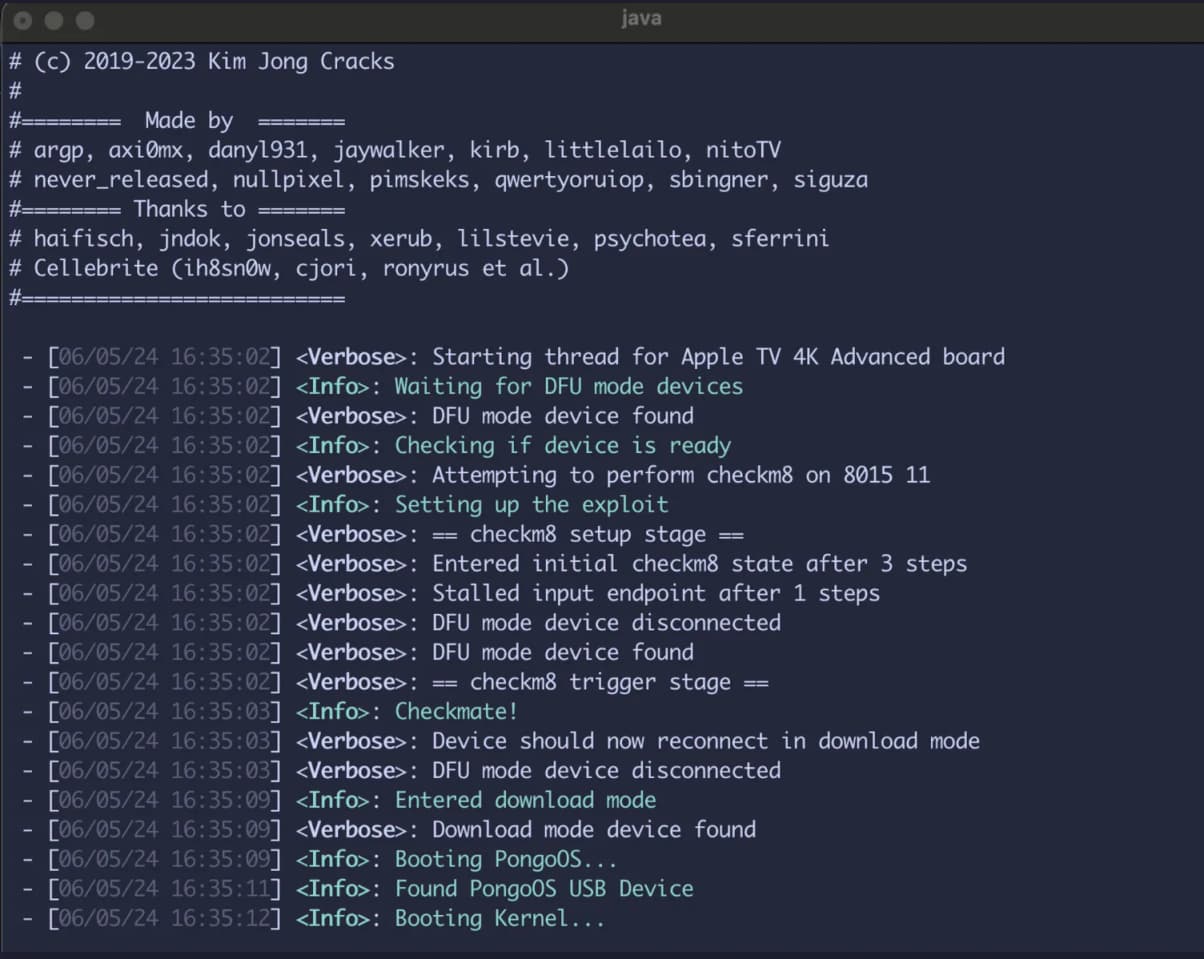 java
# (c) 2019-2023 Kim Jong Cracks
#
#========  Made by  =======
# argp, axi0mx, danyl931, jaywalker, kirb, littlelailo, nitoTV
# never_released, nullpixel, pimskeks, qwertyoruiop, sbingner, siguza
#======== Thanks to =======
# haifisch, jndok, jonseals, xerub, lilstevie, psychotea, sferrini
# Cellebrite (ih8sn0w, cjori, ronyrus et al.)
#==========================
- [06/05/24 16:35:02] <Verbose>: Starting thread for Apple TV 4K Advanced board
- [06/05/24 16:35:02] <Info>: Waiting for DFU mode devices
- [06/05/24 16:35:02] <Verbose>: DFU mode device found
- [06/05/24 16:35:02] <Info>: Checking if device is ready
- [06/05/24 16:35:02] <Verbose>: Attempting to perform checkm8 on 8015 11
- [06/05/24 16:35:02] <Info>: Setting up the exploit
- [06/05/24 16:35:02] <Verbose>: == checkm8 setup stage ==
- [06/05/24 16:35:02] <Verbose>: Entered initial checkm8 state after 3 steps
- [06/05/24 16:35:02] <Verbose>: Stalled input endpoint after 1 steps
- [06/05/24 16:35:02] <Verbose>: DFU mode device disconnected
- [06/05/24 16:35:02] <Verbose>: DFU mode device found
- [06/05/24 16:35:02] <Verbose>: == checkm8 trigger stage ==
- [06/05/24 16:35:03] <Info>: Checkmate!
- [06/05/24 16:35:03] <Verbose>: Device should now reconnect in download mode
- [06/05/24 16:35:03] <Verbose>: DFU mode device disconnected
- [06/05/24 16:35:09] <Info>: Entered download mode
- [06/05/24 16:35:09] <Verbose>: Download mode device found
- [06/05/24 16:35:09] <Info>: Booting PongoOS...
- [06/05/24 16:35:11] <Info>: Found PongoOS USB Device
- [06/05/24 16:35:12] <Info>: Booting Kernel...